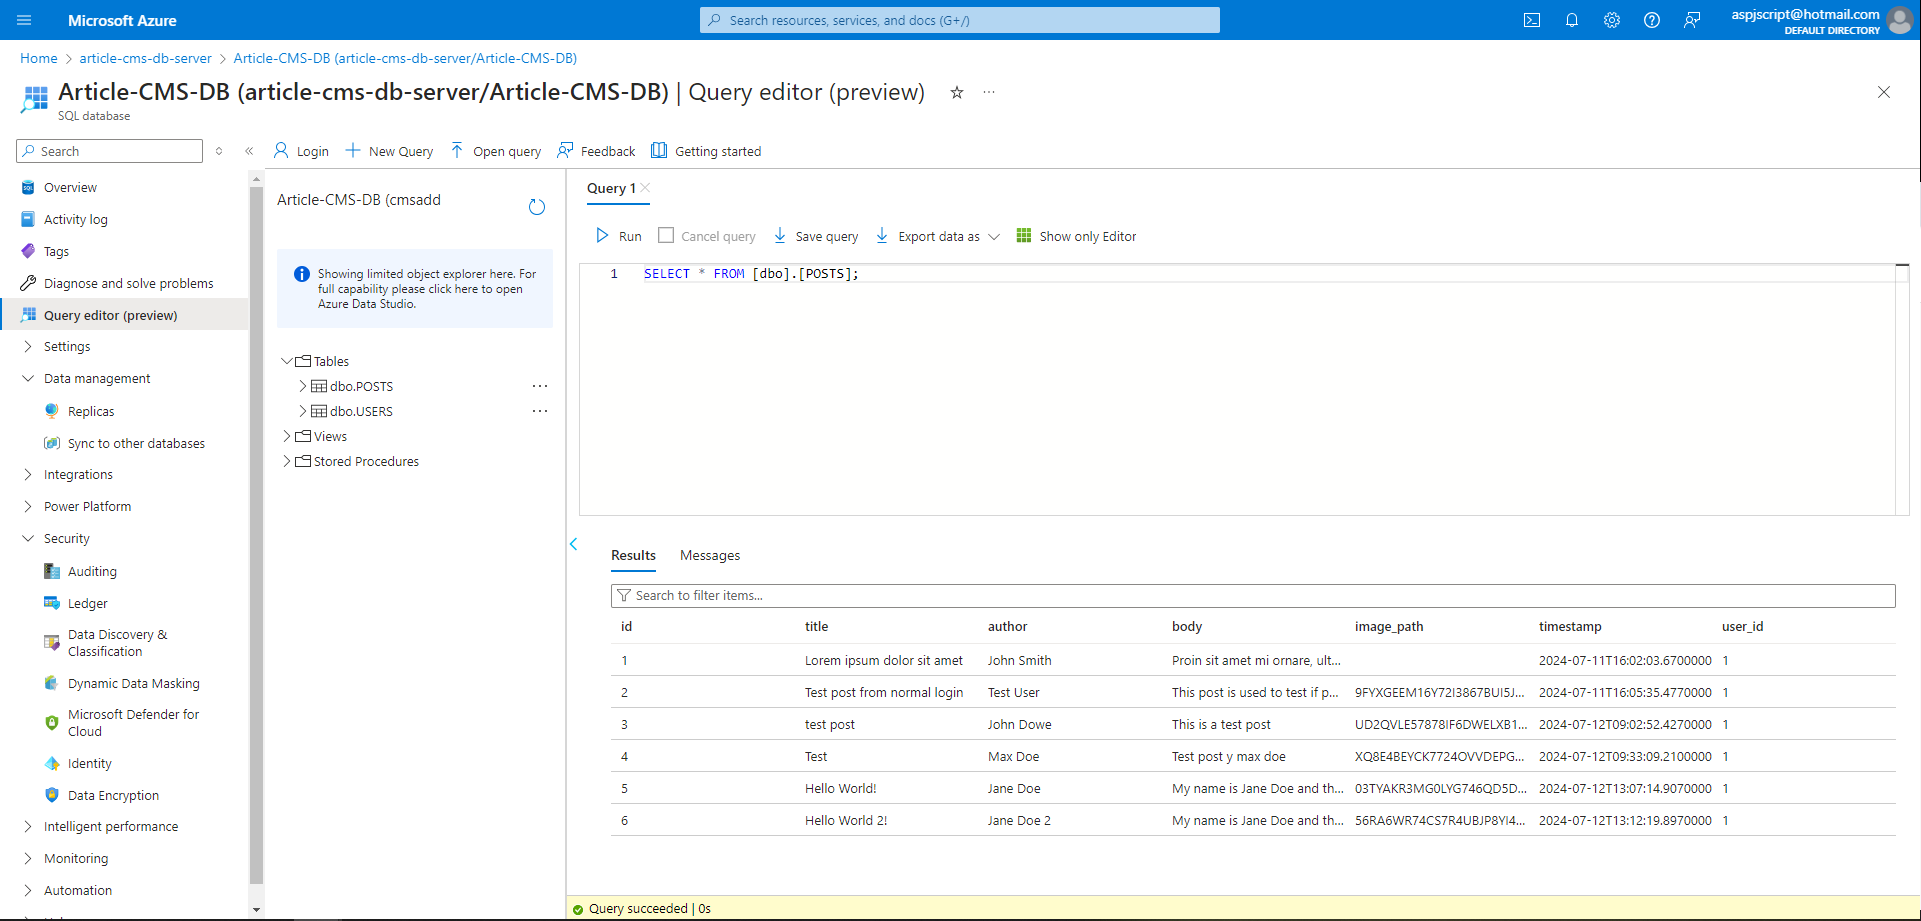 Microsoft Azure
Search resources, services, and docs (G+/)
aspjscript@hotmail.com
DEFAULT DIRECTORY
Home > article-cms-db-server > Article-CMS-DB (article-cms-db-server/Article-CMS-DB)
Article-CMS-DB (article-cms-db-server/Article-CMS-DB) | Query editor (preview)
SQL database
Search
Login
New Query
Open query
Feedback
Getting started
Overview
Activity log
Tags
Diagnose and solve problems
Query editor (preview)
Settings
Data management
Replicas
Sync to other databases
Integrations
Power Platform
Security
Auditing
Ledger
Data Discovery &
Classification
Dynamic Data Masking
Microsoft Defender for
Cloud
Identity
Data Encryption
Intelligent performance
Monitoring
Automation
Article-CMS-DB (cmsadd
Showing limited object explorer here. For
full capability please click here to open
Azure Data Studio.
Tables
dbo.POSTS
dbo.USERS
Views
Stored Procedures
Query 1
Run
Cancel query
Save query
Export data as
Show only Editor
1 SELECT * FROM [dbo].[POSTS];
Results Messages
Search to filter items...
id title author body image_path timestamp user_id
1 Lorem ipsum dolor sit amet John Smith Proin sit amet mi ornare, ult... 2024-07-11T16:02:03.6700000 1
2 Test post from normal login Test User This post is used to test if p... 9FYXGEEM16Y72I3867BUI5J... 2024-07-11T16:05:35.4770000 1
3 test post John Dowe This is a test post UD2QVLE57878IF6DWELXB1... 2024-07-12T09:02:52.4270000 1
4 Test Max Doe Test post y max doe XQ8E4BEYCK7724OVVDEPG... 2024-07-12T09:33:09.2100000 1
5 Hello World! Jane Doe My name is Jane Doe and th... 03TYAKR3MG0LYG746QD5D... 2024-07-12T13:07:14.9070000 1
6 Hello World 2! Jane Doe 2 My name is Jane Doe and th... 56RA6WR74CS7R4UBJP8YI4... 2024-07-12T13:12:19.8970000 1
Query succeeded | 0s